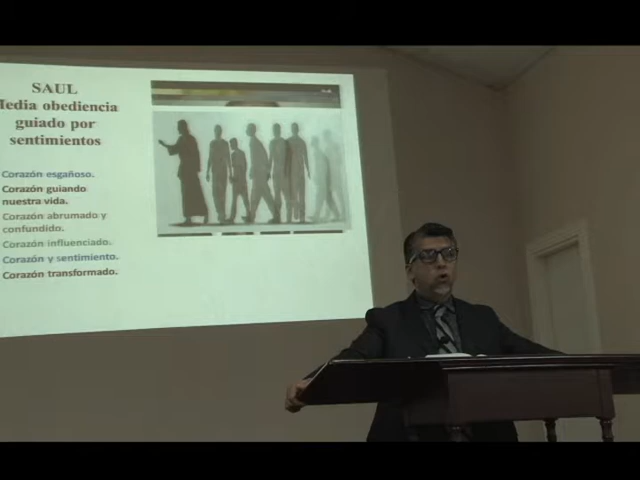 SAUL
Media obediencia
guiado por
sentimientos
Corazón esgañoso.
Corazón guiando
nuestra vida.
Corazón abrumado y
confundido.
Corazón influenciado.
Corazón y sentimiento.
Corazón transformado.